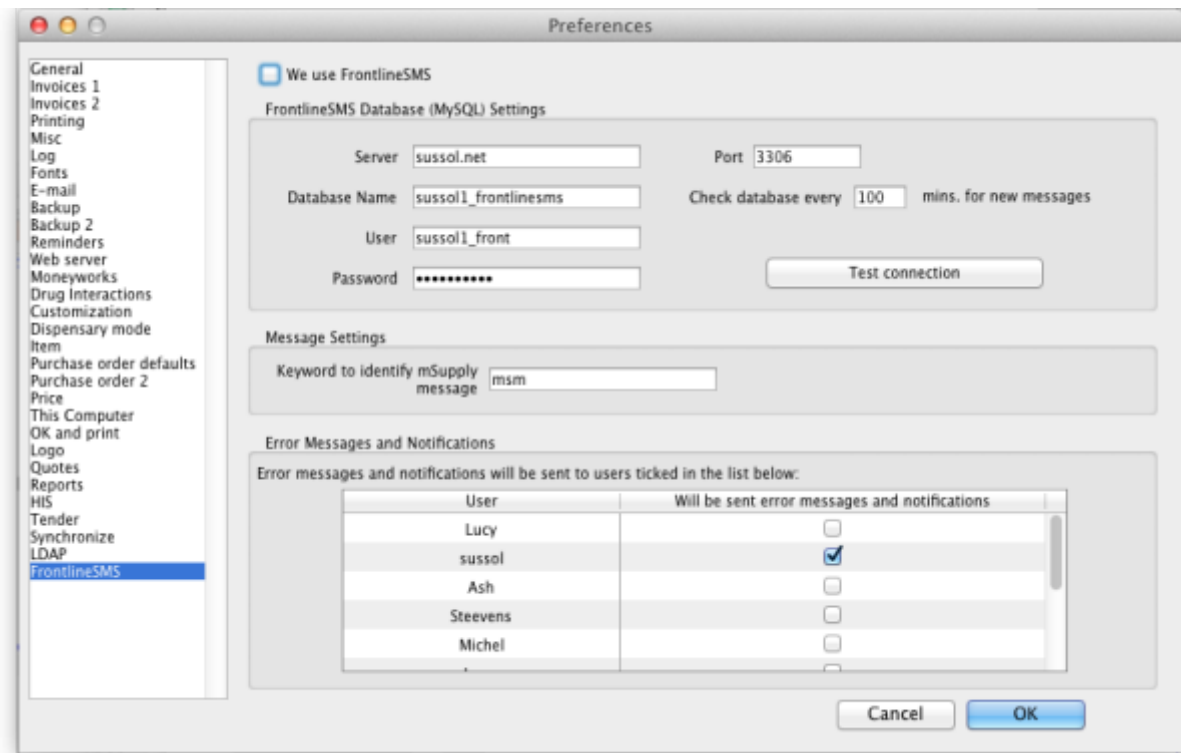 Preferences
General
Invoices 1
Invoices 2
Printing
Misc
Log
Fonts
E-mail
Backup
Backup 2
Reminders
Web server
Moneyworks
Drug Interactions
Customization
Dispensary mode
Item
Purchase order defaults
Purchase order 2
Price
This Computer
OK and print
Logo
Quotes
Reports
HIS
Tender
Synchronize
LDAP
FrontlineSMS
We use FrontlineSMS
FrontlineSMS Database (MySQL) Settings
Server sussol.net Port 3306
Database Name sussol1_frontlinesms Check database every 100 mins. for new messages
User sussol1_front
Password •••••••••• Test connection
Message Settings
Keyword to identify mSupply
message msm
Error Messages and Notifications
Error messages and notifications will be sent to users ticked in the list below:
User Will be sent error messages and notifications
Lucy
sussol
Ash
Steevens
Michel
Cancel OK